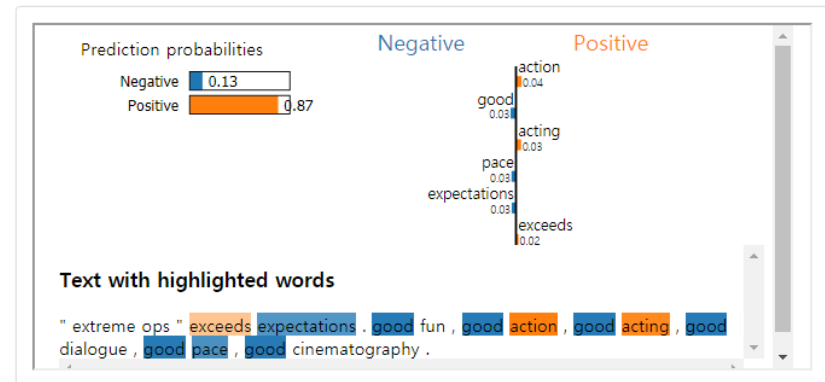 Prediction probabilities
Negative 0.13
Positive 0.87
Negative Positive
action
0.04
good
0.03
acting
0.03
pace
0.03
expectations
0.03
exceeds
0.02
Text with highlighted words
" extreme ops " exceeds expectations . good fun , good action , good acting , good
dialogue , good pace , good cinematography .